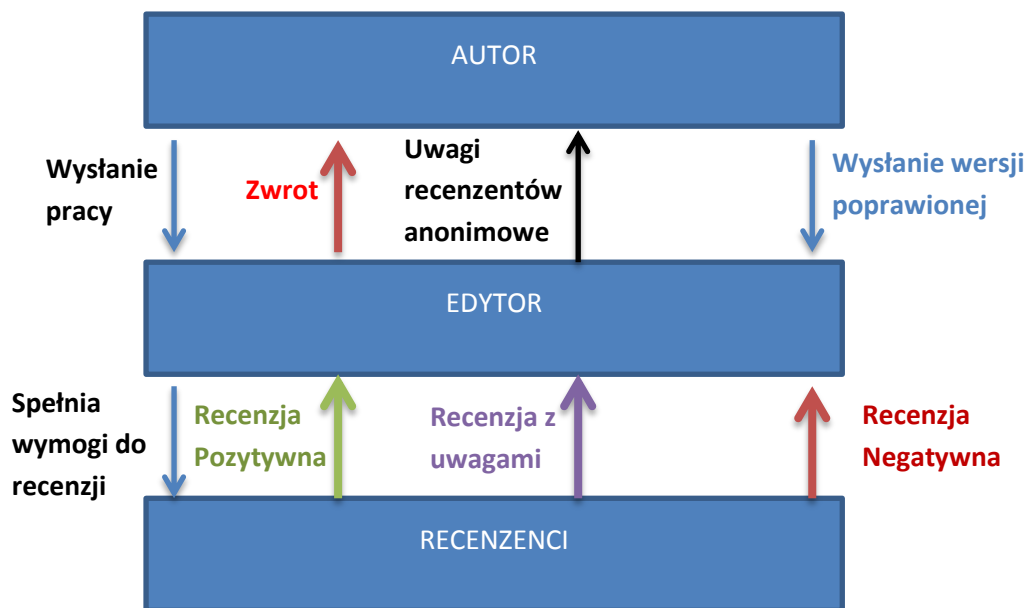 AUTOR
Wysłanie
pracy
Zwrot
Uwagi
recenzentów
anonimowe
Wysłanie wersji
poprawionej
EDYTOR
Spełnia
wymogi do
recenzji
Recenzja
Pozytywna
Recenzja z
uwagami
Recenzja
Negatywna
RECENZENCI